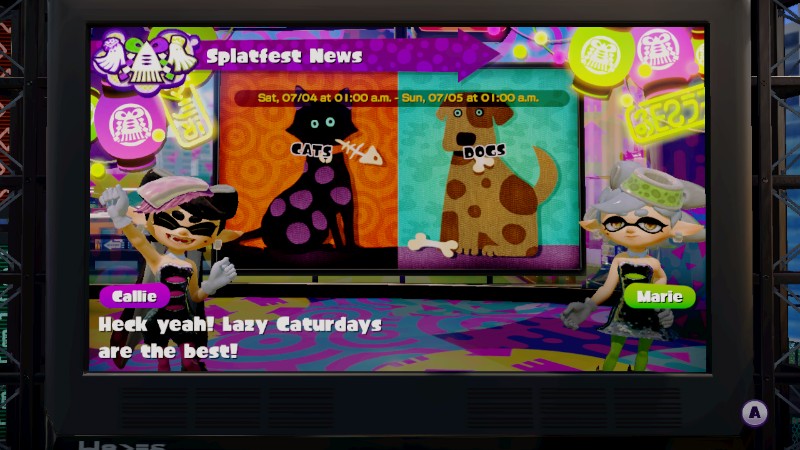 Splatfest News
Sat, 07/04 at 01:00 a.m. - Sun, 07/05 at 01:00 a.m.
CATS
DOGS
Callie
Marie
Heck yeah! Lazy Caturdays
are the best!
A